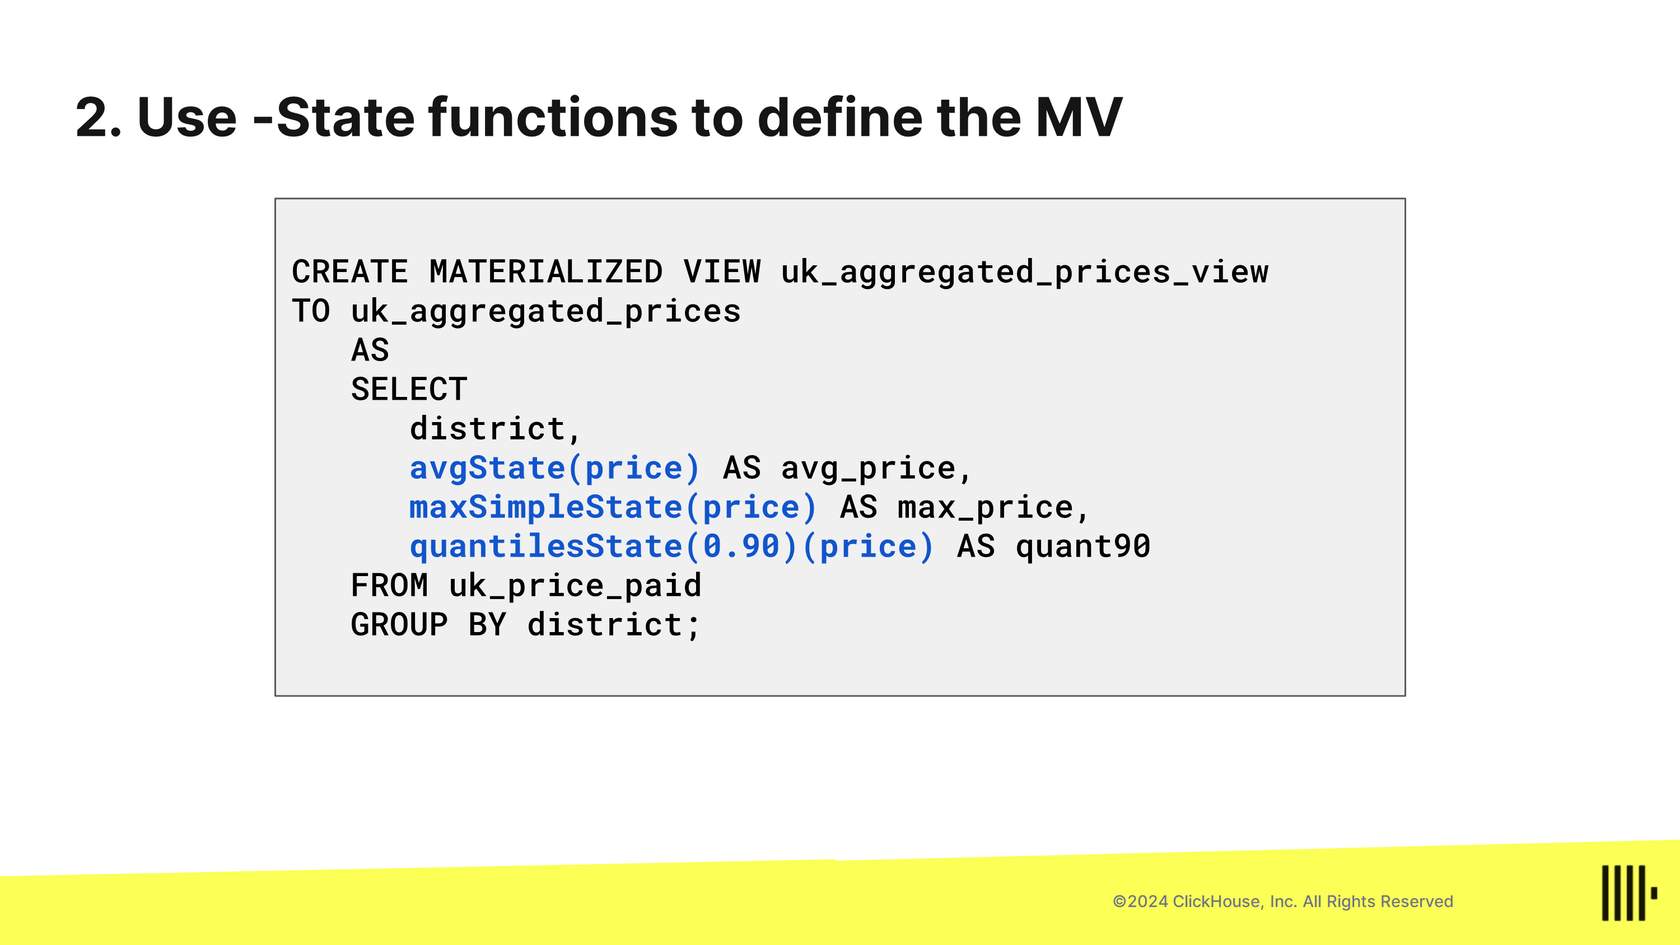 2. Use -State functions to define the MV
CREATE MATERIALIZED VIEW uk_aggregated_prices_view
TO uk_aggregated_prices
AS
SELECT
district,
avgState(price) AS avg_price,
maxSimpleState(price) AS max_price,
quantilesState(0.90)(price) AS quant90
FROM uk_price_paid
GROUP BY district;
©2024 ClickHouse, Inc. All Rights Reserved